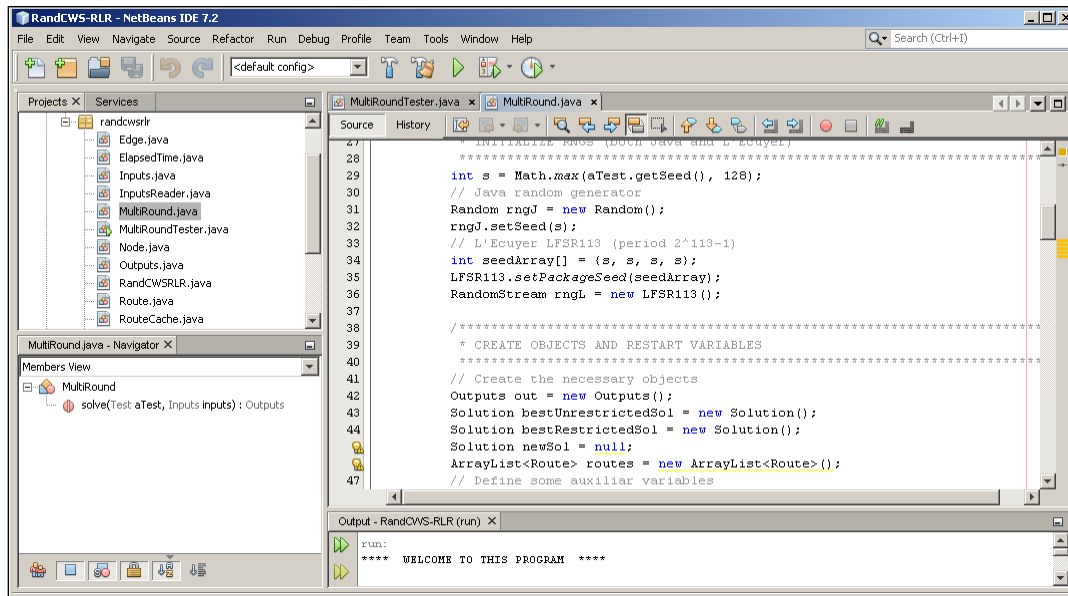 RandCWS-RLR - NetBeans IDE 7.2
File Edit View Navigate Source Refactor Run Debug Profile Team Tools Window Help
Search (Ctrl+I)
<default config>
Projects Services
randcwsrlr
Edge.java
ElapsedTime.java
Inputs.java
InputsReader.java
MultiRound.java
MultiRoundTester.java
Node.java
Outputs.java
RandCWSRLR.java
Route.java
RouteCache.java
MultiRound.java - Navigator
Members View
MultiRound
solve(Test aTest, Inputs inputs) : Outputs
MultiRoundTester.java MultiRound.java
Source History
27 * INITIALIZE RNGS (both Java and L'Ecuyer)
28 ******************************************************************
29 int s = Math.max(aTest.getSeed(), 128);
30 // Java random generator
31 Random rngJ = new Random();
32 rngJ.setSeed(s);
33 // L'Ecuyer LFSR113 (period 2^113-1)
34 int seedArray[] = {s, s, s, s};
35 LFSR113.setPackageSeed(seedArray);
36 RandomStream rngL = new LFSR113();
37
38 /******************************************************************
39 * CREATE OBJECTS AND RESTART VARIABLES
40 ******************************************************************
41 // Create the necessary objects
42 Outputs out = new Outputs();
43 Solution bestUnrestrictedSol = new Solution();
44 Solution bestRestrictedSol = new Solution();
Solution newSol = null;
ArrayList<Route> routes = new ArrayList<Route>();
47 // Define some auxiliar variables
Output - RandCWS-RLR (run)
run:
**** WELCOME TO THIS PROGRAM ****